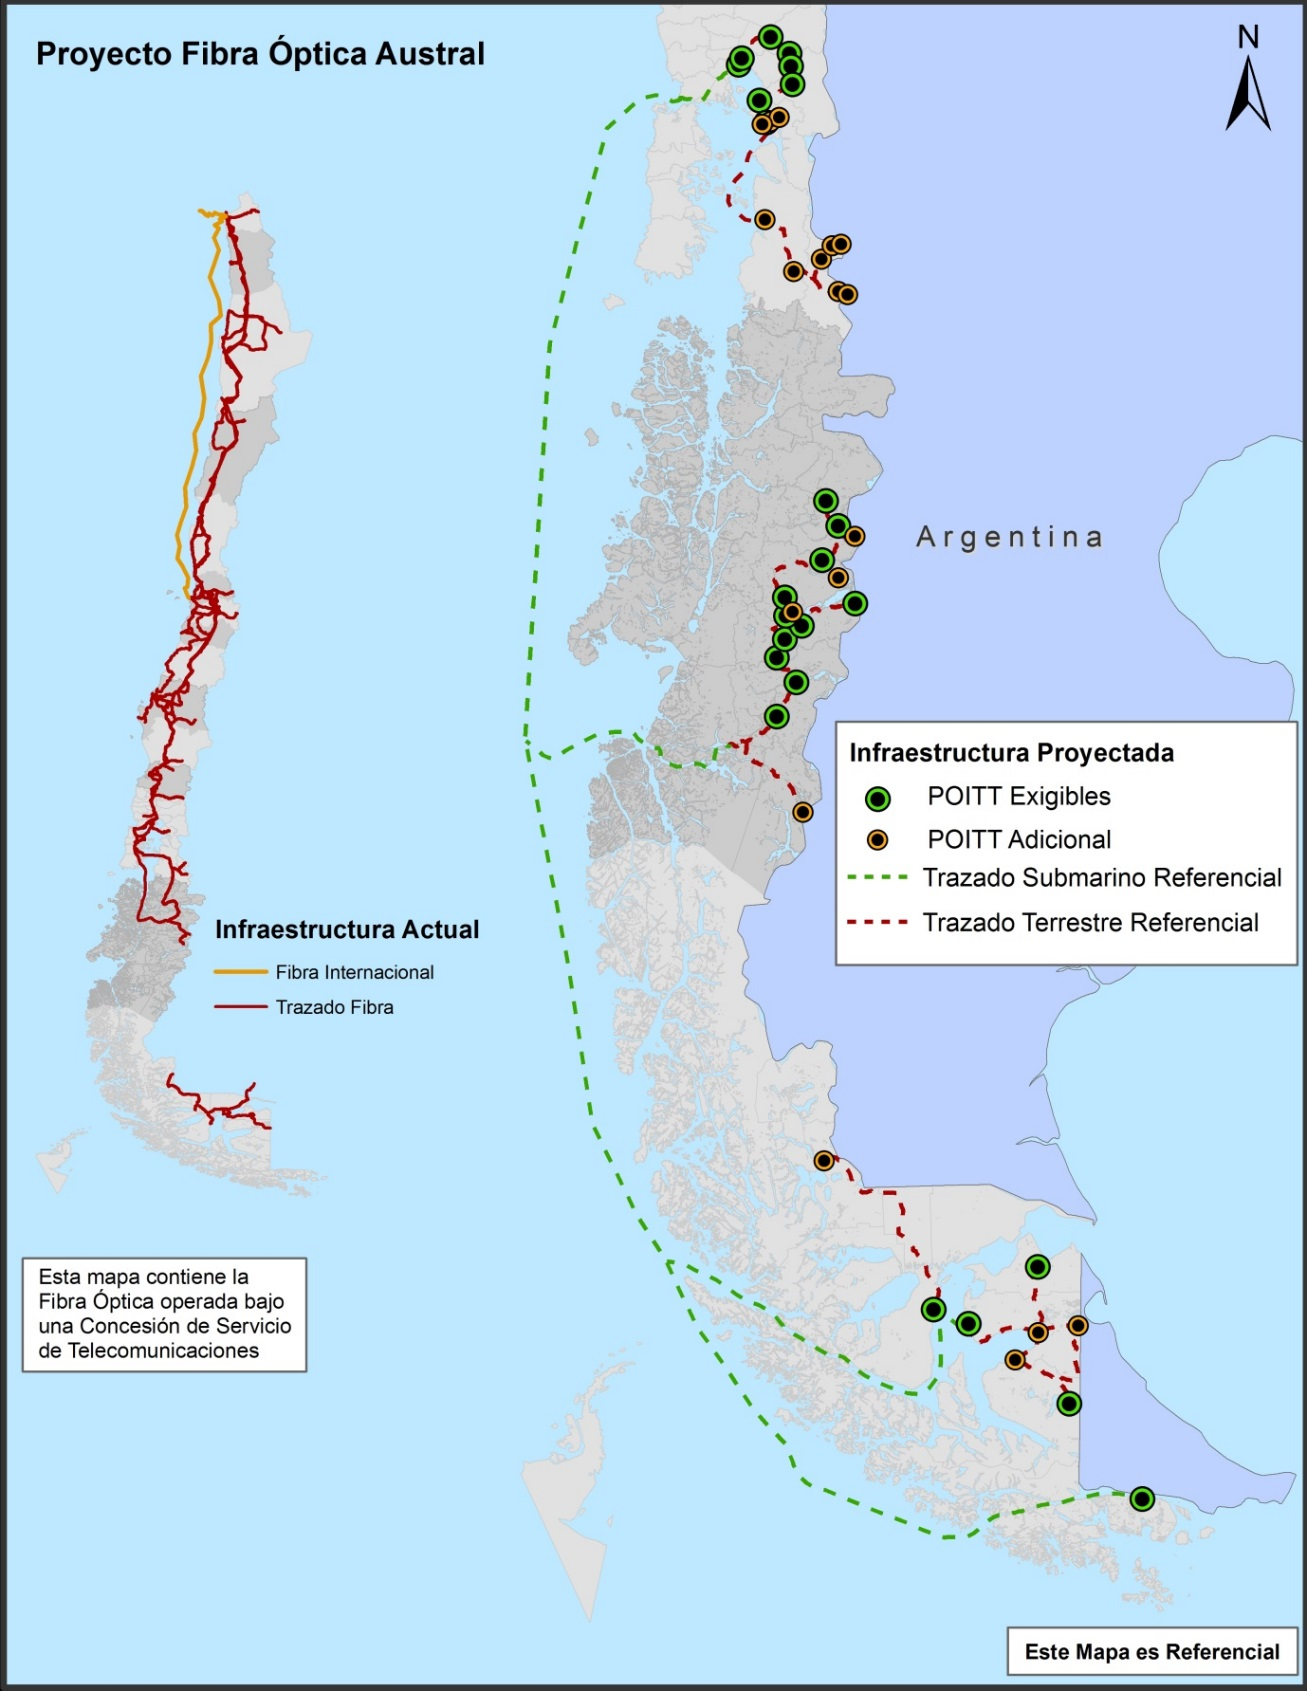 Proyecto Fibra Óptica Austral
N
Argentina
Infraestructura Proyectada
POITT Exigibles
POITT Adicional
Trazado Submarino Referencial
Trazado Terrestre Referencial
Infraestructura Actual
Fibra Internacional
Trazado Fibra
Esta mapa contiene la
Fibra Óptica operada bajo
una Concesión de Servicio
de Telecomunicaciones
Este Mapa es Referencial